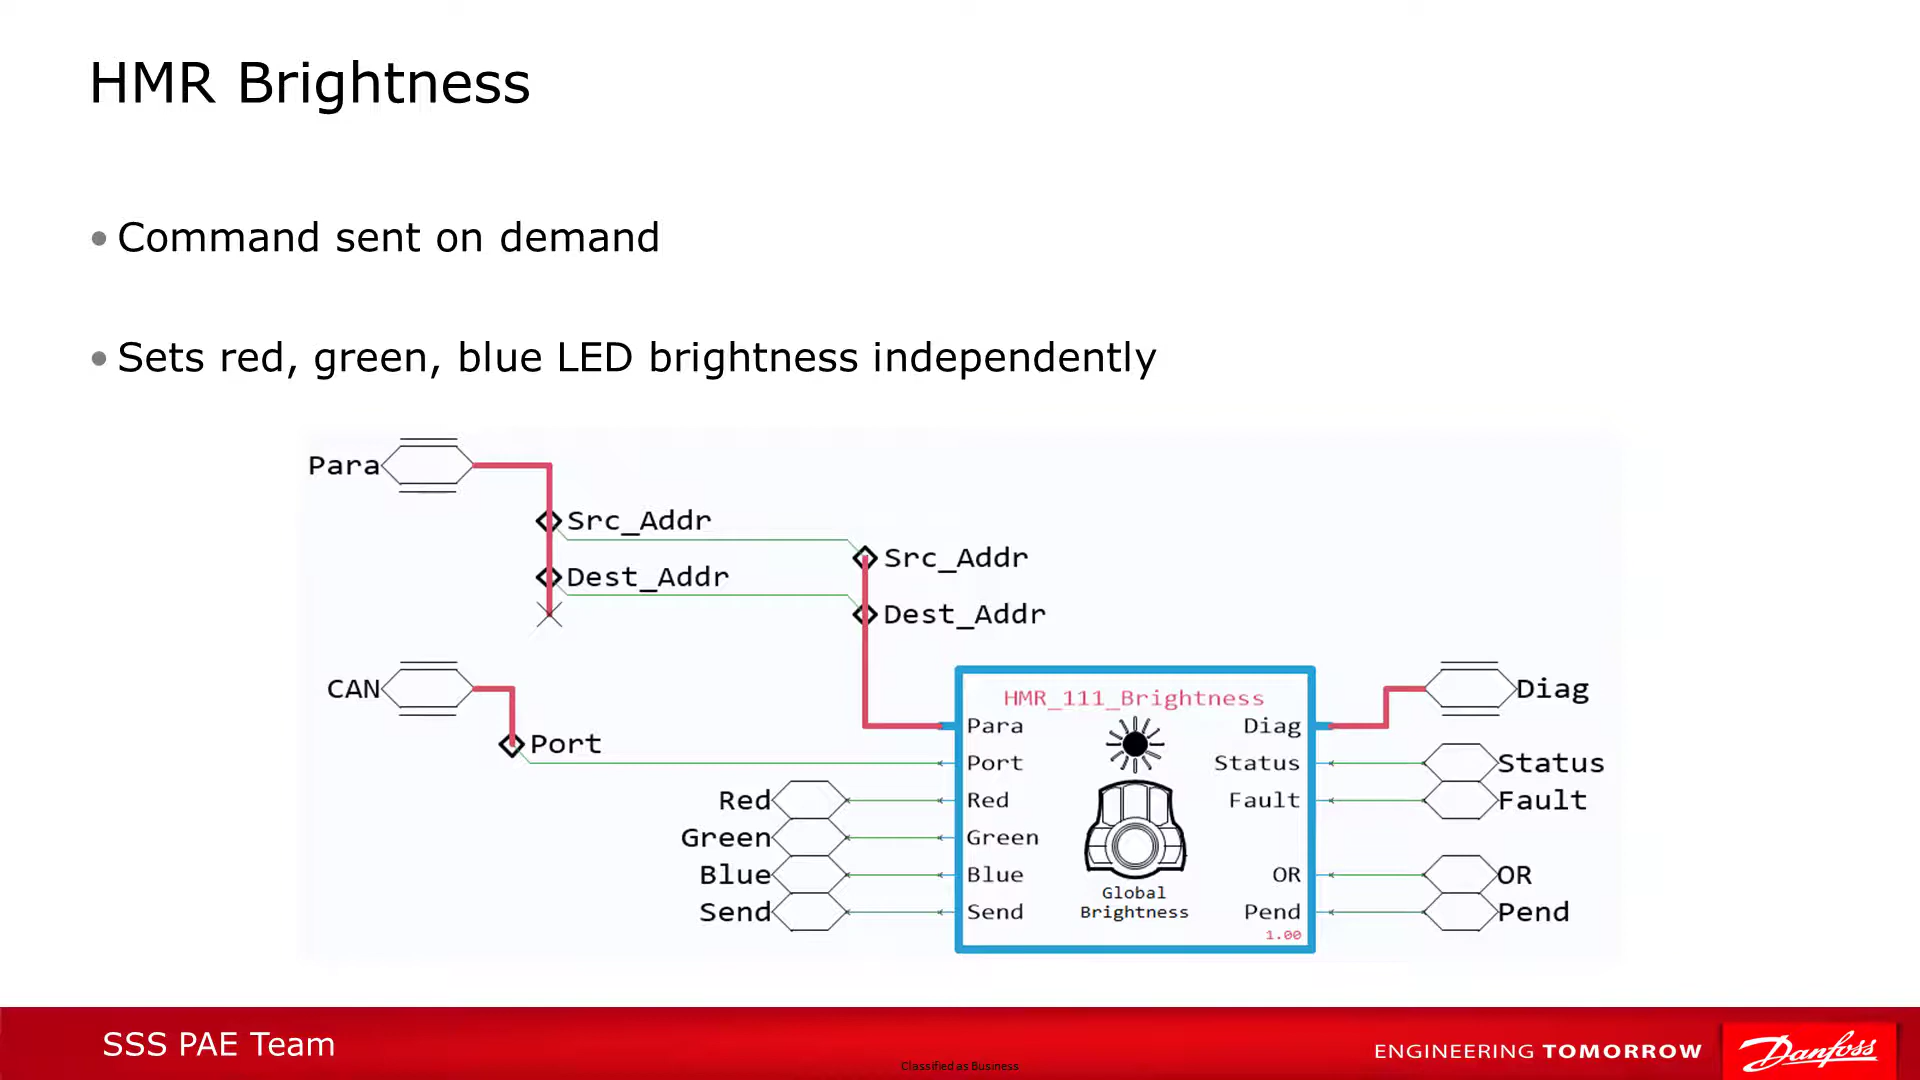 HMR Brightness
• Command sent on demand
• Sets red, green, blue LED brightness independently
Para
Src_Addr
Src_Addr
Dest_Addr
Dest_Addr
CAN
Port
HMR_111_Brightness
Para
Diag
Diag
Port
Status
Status
Red
Red
Fault
Fault
Green
Green
Blue
Blue
OR
OR
Send
Send
Global
Brightness
Pend
Pend
1.00
SSS PAE Team
Classified as Business
ENGINEERING TOMORROW
Danfoss